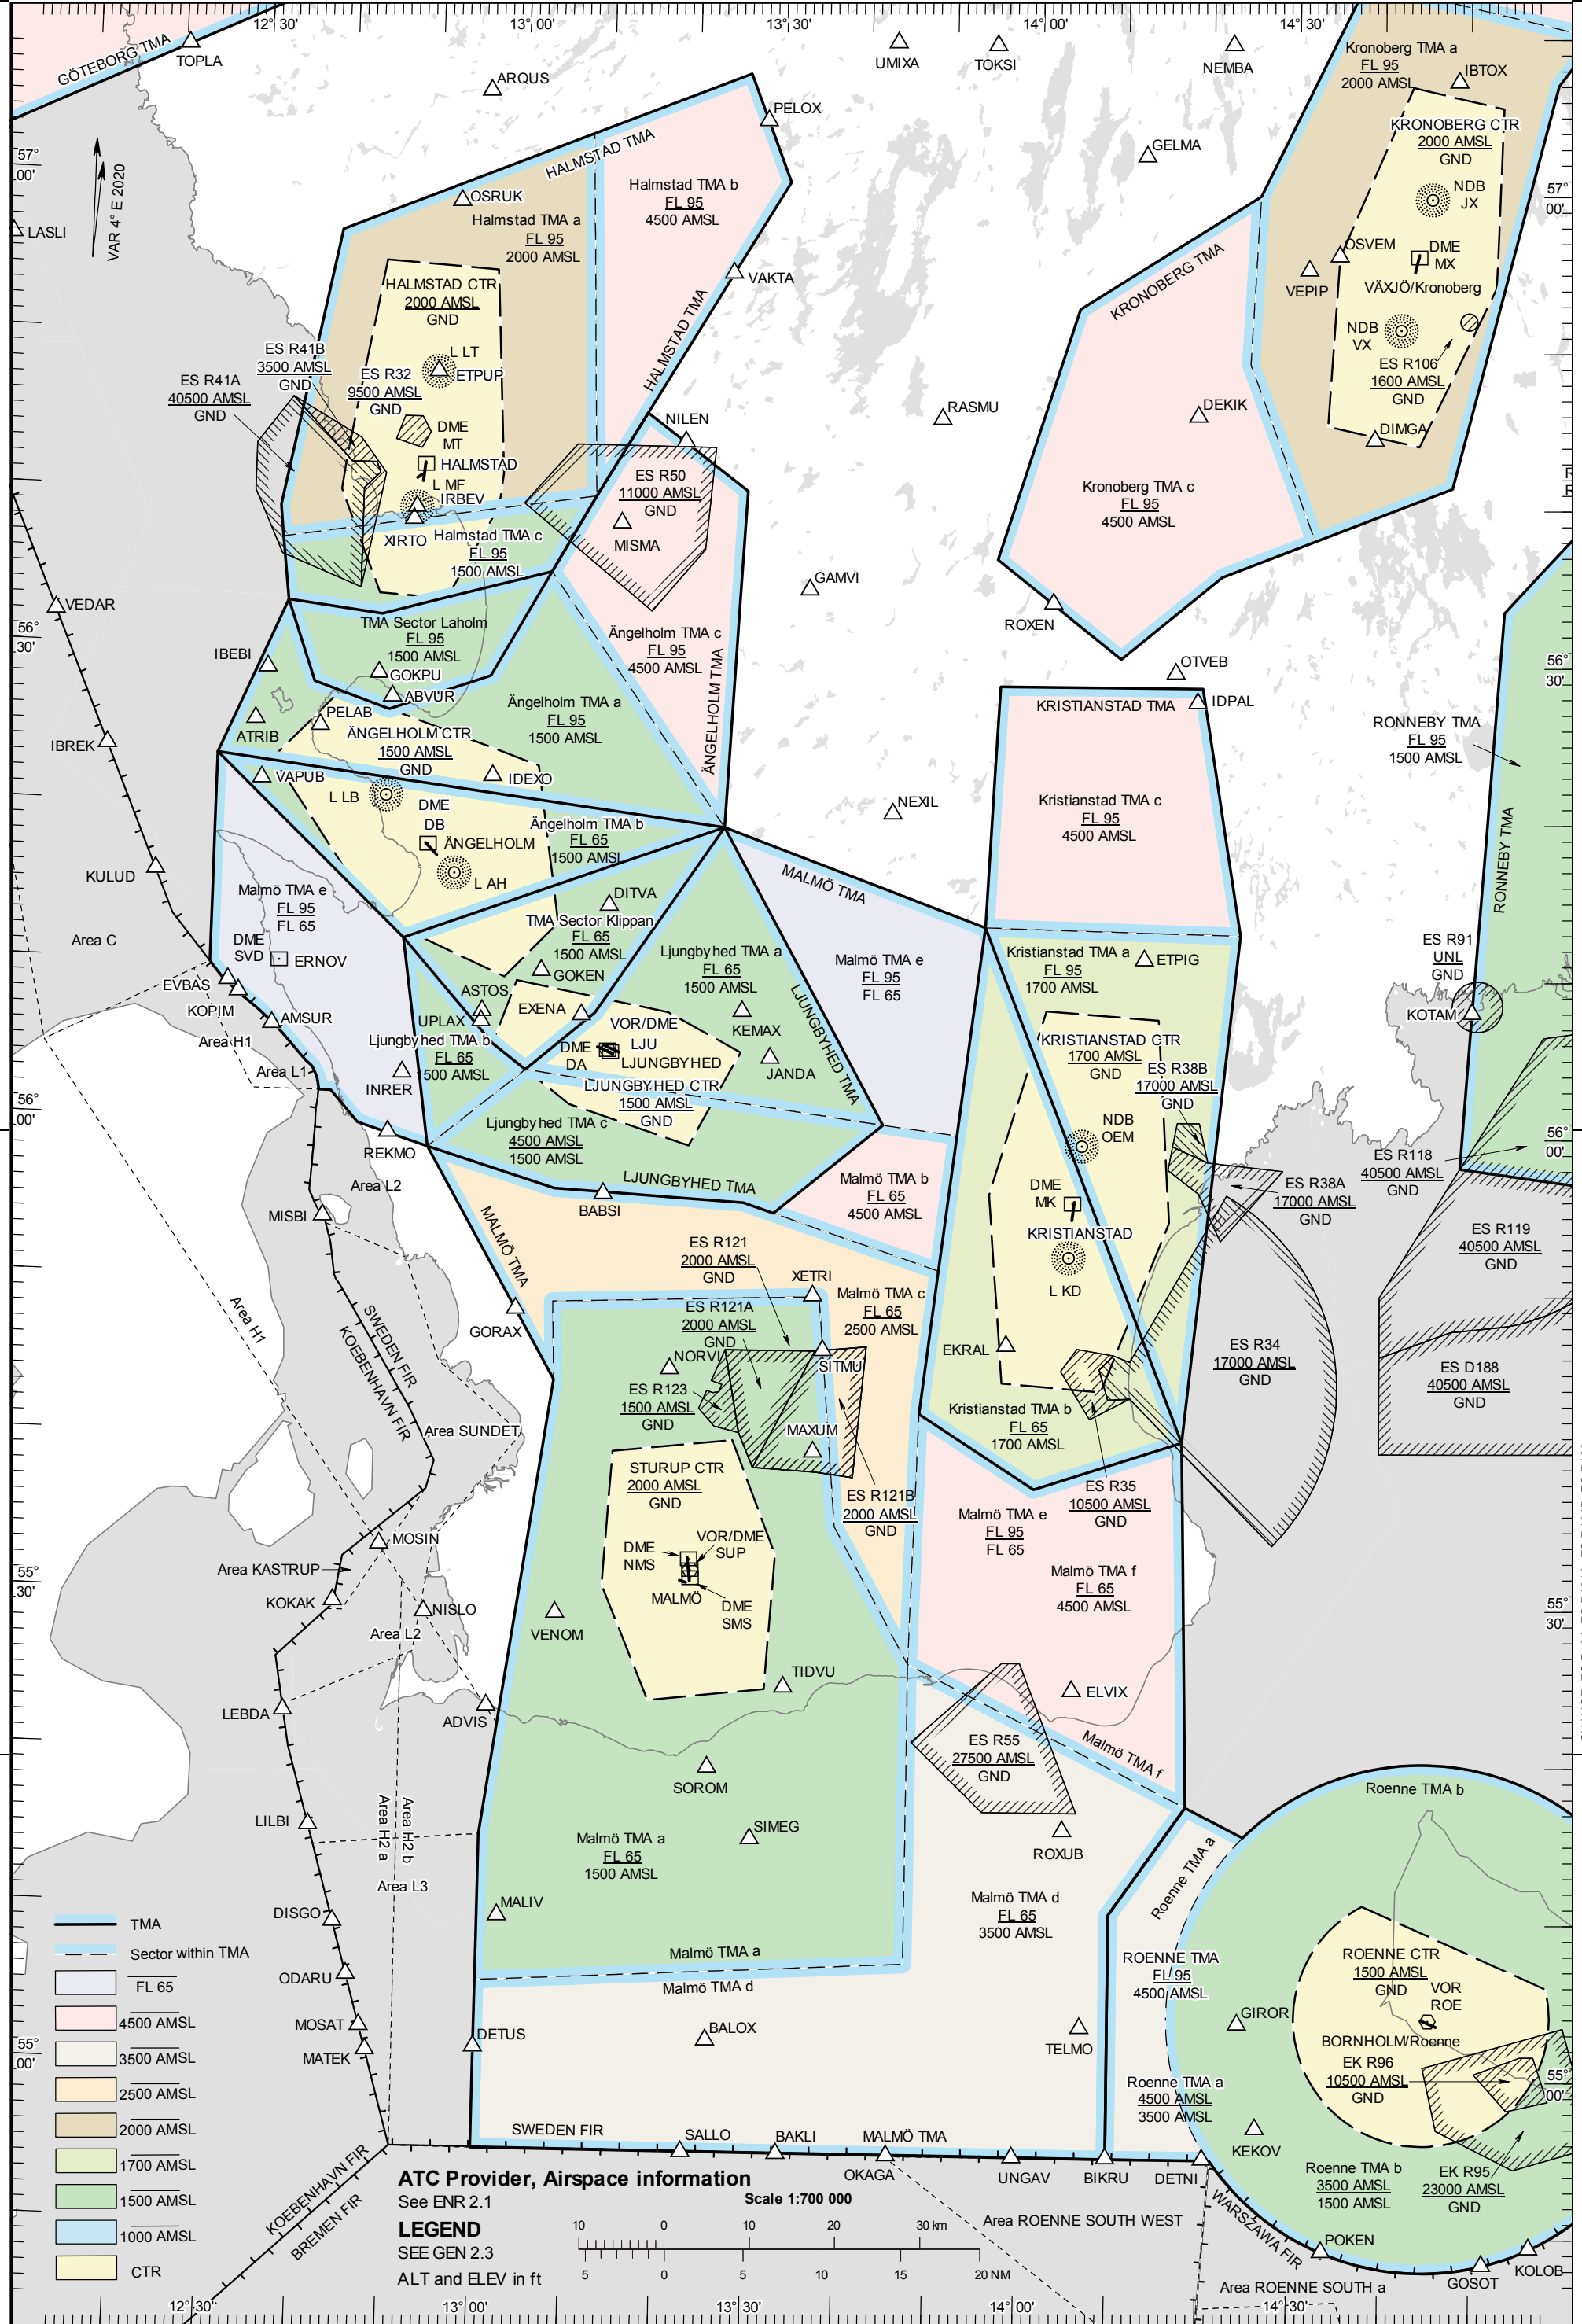 12° 30'
13° 00'
13° 30'
14° 00'
14° 30'
GÖTEBORG TMA
TOPLA
ARQUS
UMIXA
TOKSI
NEMBA
Kronoberg TMA a
FL 95
2000 AMSL
IBTOX
PELOX
HALMSTAD TMA
GELMA
KRONOBERG CTR
2000 AMSL
GND
57°
00'
VAR 4° E 2020
LASLI
OSRUK
Halmstad TMA a
FL 95
2000 AMSL
Halmstad TMA b
FL 95
4500 AMSL
NDB
JX
57°
00'
VAKTA
KRONOBERG TMA
OSVEM
DME
MX
VEPIP
VÄXJÖ/Kronoberg
HALMSTAD CTR
2000 AMSL
GND
HALMSTAD TMA
NDB
VX
ES R106
1600 AMSL
GND
ES R41B
3500 AMSL
GND
ES R41A
40500 AMSL
GND
ES R32
9500 AMSL
GND
L LT
ETPUP
DME
MT
HALMSTAD
L MF
IRBEV
XIRTO
Halmstad TMA c
FL 95
1500 AMSL
NILEN
RASMU
DEKIK
DIMGA
ES R50
11000 AMSL
GND
MISMA
Kronoberg TMA c
FL 95
4500 AMSL
GAMVI
VEDAR
ROXEN
56°
30'
TMA Sector Laholm
FL 95
1500 AMSL
GOKPU
ABVUR
IBEBI
Ängelholm TMA c
FL 95
4500 AMSL
OTVEB
56°
30'
ATRIB
PELAB
Ängelholm TMA a
FL 95
1500 AMSL
ÄNGELHOLM TMA
IDPAL
KRISTIANSTAD TMA
RONNEBY TMA
FL 95
1500 AMSL
IBREK
ÄNGELHOLM CTR
1500 AMSL
GND
VAPUB
IDEXO
L LB
DME
DB
ÄNGELHOLM
L AH
Ängelholm TMA b
FL 65
1500 AMSL
NEXIL
Kristianstad TMA c
FL 95
4500 AMSL
RONNEBY TMA
KULUD
Malmö TMA e
FL 95
FL 65
DME
SVD
ERNOV
Area C
DITVA
TMA Sector Klippan
FL 65
1500 AMSL
GOKEN
MALMÖ TMA
Ljungbyhed TMA a
FL 65
1500 AMSL
Malmö TMA e
FL 95
FL 65
Kristianstad TMA a
FL 95
1700 AMSL
ETPIG
ES R91
UNL
GND
KOTAM
EVBAS
KOPIM
AMSUR
Area H1
Area L1
ASTOS
UPLAX
EXENA
KEMAX
JANDA
LJUNGBYHED TMA
Ljungbyhed TMA b
FL 65
INRER
VOR/DME
LJU
LJUNGBYHED
DME
DA
LJUNGBYHED CTR
1500 AMSL
GND
KRISTIANSTAD CTR
1700 AMSL
GND
ES R38B
17000 AMSL
GND
NDB
OEM
56°
00'
REKMO
Ljungbyhed TMA c
4500 AMSL
1500 AMSL
LJUNGBYHED TMA
BABSI
Malmö TMA b
FL 65
4500 AMSL
DME
MK
KRISTIANSTAD
L KD
ES R38A
17000 AMSL
GND
ES R118
40500 AMSL
GND
56°
00'
ES R119
40500 AMSL
GND
Area L2
MISBI
MALMÖ TMA
GORAX
ES R121
2000 AMSL
GND
XETRI
Malmö TMA c
FL 65
2500 AMSL
Area H1
SWEDEN FIR
KOEBENHAVN FIR
ES R121A
2000 AMSL
GND
NORVI
SITMU
EKRAL
ES R34
17000 AMSL
GND
ES D188
40500 AMSL
GND
ES R123
1500 AMSL
GND
MAXUM
Kristianstad TMA b
FL 65
1700 AMSL
Area SUNDET
STURUP CTR
2000 AMSL
GND
ES R121B
2000 AMSL
GND
ES R35
10500 AMSL
GND
Malmö TMA e
FL 95
FL 65
MOSIN
Area KASTRUP
KOKAK
NISLO
Area L2
DME
NMS
VOR/DME
SUP
MALMÖ
DME
SMS
Malmö TMA f
FL 65
4500 AMSL
55°
30'
55°
30'
VENOM
TIDVU
ELVIX
LEBDA
ADVIS
SOROM
ES R55
27500 AMSL
GND
Malmö TMA f
LILBI
Area H2 a
Area H2 b
Area L3
Malmö TMA a
FL 65
1500 AMSL
SIMEG
ROXUB
Roenne TMA b
MALIV
DISGO
Malmö TMA d
FL 65
3500 AMSL
Roenne TMA a
TMA
Sector within TMA
FL 65
4500 AMSL
3500 AMSL
2500 AMSL
2000 AMSL
1700 AMSL
1500 AMSL
1000 AMSL
CTR
ODARU
MOSAT
MATEK
Malmö TMA a
Malmö TMA d
ROENNE TMA
FL 95
4500 AMSL
ROENNE CTR
1500 AMSL
GND
VOR
ROE
GIROR
BORNHOLM/Roenne
DETUS
BALOX
TELMO
55°
00'
EK R96
10500 AMSL
GND
55°
00'
Roenne TMA a
4500 AMSL
3500 AMSL
KEKOV
SWEDEN FIR
SALLO
BAKLI
MALMÖ TMA
OKAGA
UNGAV
BIKRU
DETNI
Roenne TMA b
3500 AMSL
1500 AMSL
EK R95
23000 AMSL
GND
KOEBENHAVN FIR
BREMEN FIR
WARSZAWA FIR
POKEN
GOSOT
KOLOB
ATC Provider, Airspace information
See ENR 2.1
Scale 1:700 000
LEGEND
SEE GEN 2.3
ALT and ELEV in ft
10 0 10 20 30 km
5 0 5 10 15 20 NM
Area ROENNE SOUTH WEST
Area ROENNE SOUTH a
12° 30'
13° 00'
13° 30'
14° 00'
14° 30'